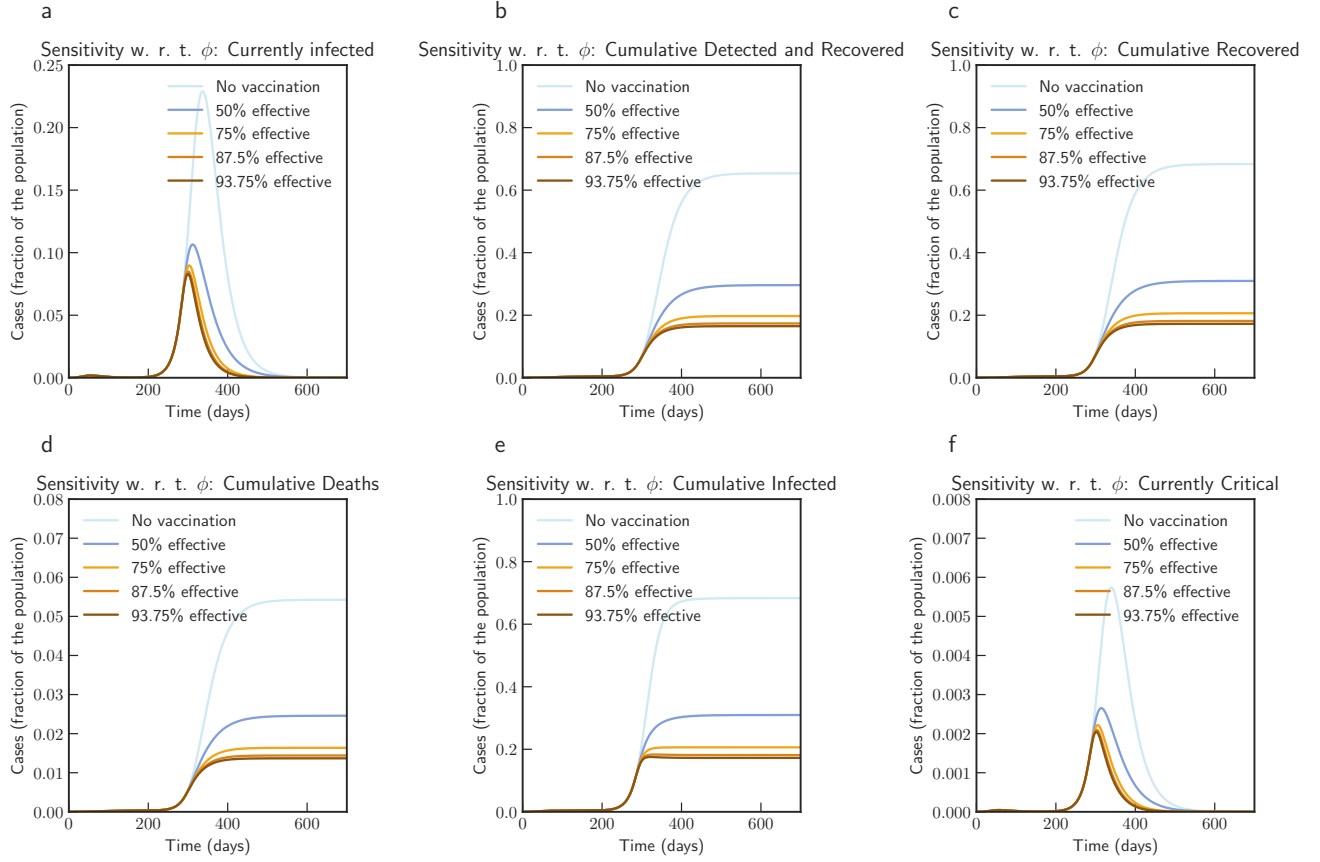 a
Sensitivity w. r. t. ϕ: Currently infected
Cases (fraction of the population)
0.25
0.20
0.15
0.10
0.05
0.00
No vaccination
50% effective
75% effective
87.5% effective
93.75% effective
0 200 400 600
Time (days)
b
Sensitivity w. r. t. ϕ: Cumulative Detected and Recovered
Cases (fraction of the population)
1.0
0.8
0.6
0.4
0.2
0.0
No vaccination
50% effective
75% effective
87.5% effective
93.75% effective
0 200 400 600
Time (days)
c
Sensitivity w. r. t. ϕ: Cumulative Recovered
Cases (fraction of the population)
1.0
0.8
0.6
0.4
0.2
0.0
No vaccination
50% effective
75% effective
87.5% effective
93.75% effective
0 200 400 600
Time (days)
d
Sensitivity w. r. t. ϕ: Cumulative Deaths
Cases (fraction of the population)
0.08
0.07
0.06
0.05
0.04
0.03
0.02
0.01
0.00
No vaccination
50% effective
75% effective
87.5% effective
93.75% effective
0 200 400 600
Time (days)
e
Sensitivity w. r. t. ϕ: Cumulative Infected
Cases (fraction of the population)
1.0
0.8
0.6
0.4
0.2
0.0
No vaccination
50% effective
75% effective
87.5% effective
93.75% effective
0 200 400 600
Time (days)
f
Sensitivity w. r. t. ϕ: Currently Critical
Cases (fraction of the population)
0.008
0.007
0.006
0.005
0.004
0.003
0.002
0.001
0.000
No vaccination
50% effective
75% effective
87.5% effective
93.75% effective
0 200 400 600
Time (days)